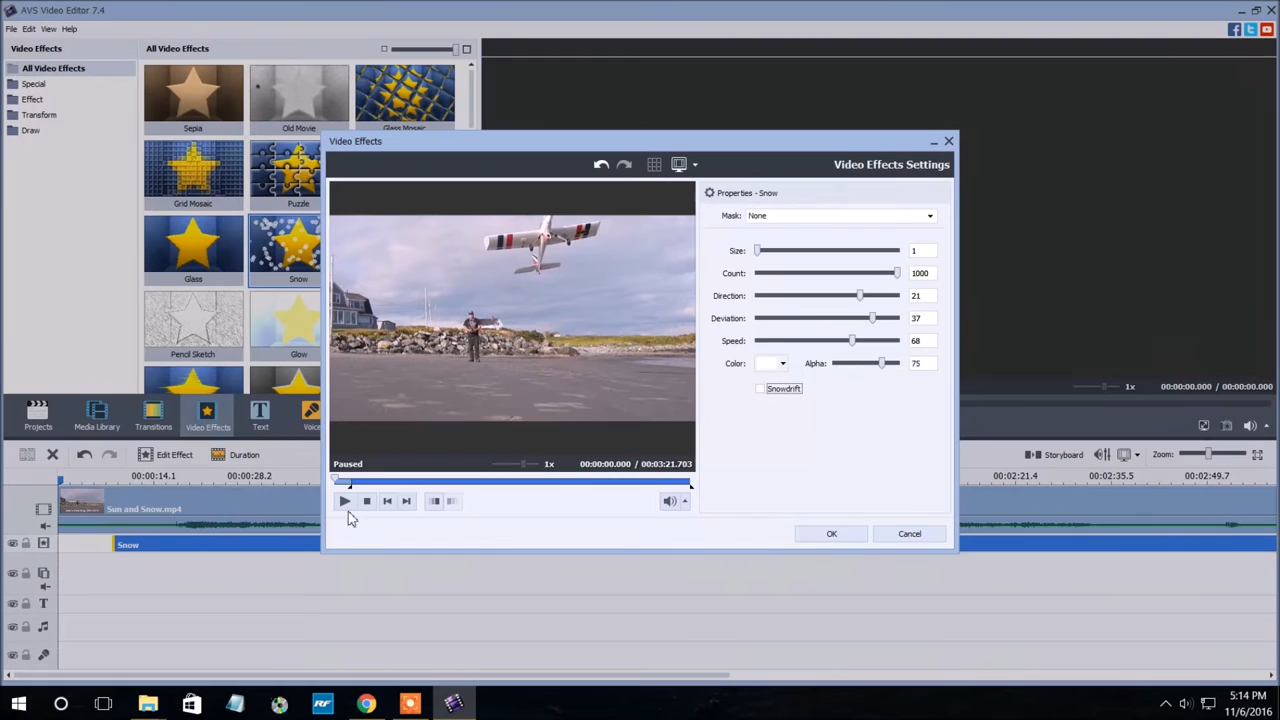 AVS Video Editor 7.4
File Edit View Help
Video Effects
All Video Effects
All Video Effects
Special
Effect
Transform
Draw
Sepia
Old Movie
Glass Mosaic
Grid Mosaic
Puzzle
Glass
Snow
Pencil Sketch
Glow
Video Effects
Video Effects Settings
Properties - Snow
Mask: None
Size: 1
Count: 1000
Direction: 21
Deviation: 37
Speed: 68
Color: Alpha: 75
Snowdrift
Paused 1x 00:00:00.000 / 00:03:21.703
OK Cancel
1x 00:00:00.000 / 00:00:00.000
Projects
Media Library
Transitions
Video Effects
Text
Voice
Edit Effect
Duration
Storyboard
Zoom:
00:00:14.1 00:00:28.2 00:02:21.4 00:02:35.5 00:02:49.7
Sun and Snow.mp4
Snow
T
RF
5:14 PM
11/6/2016